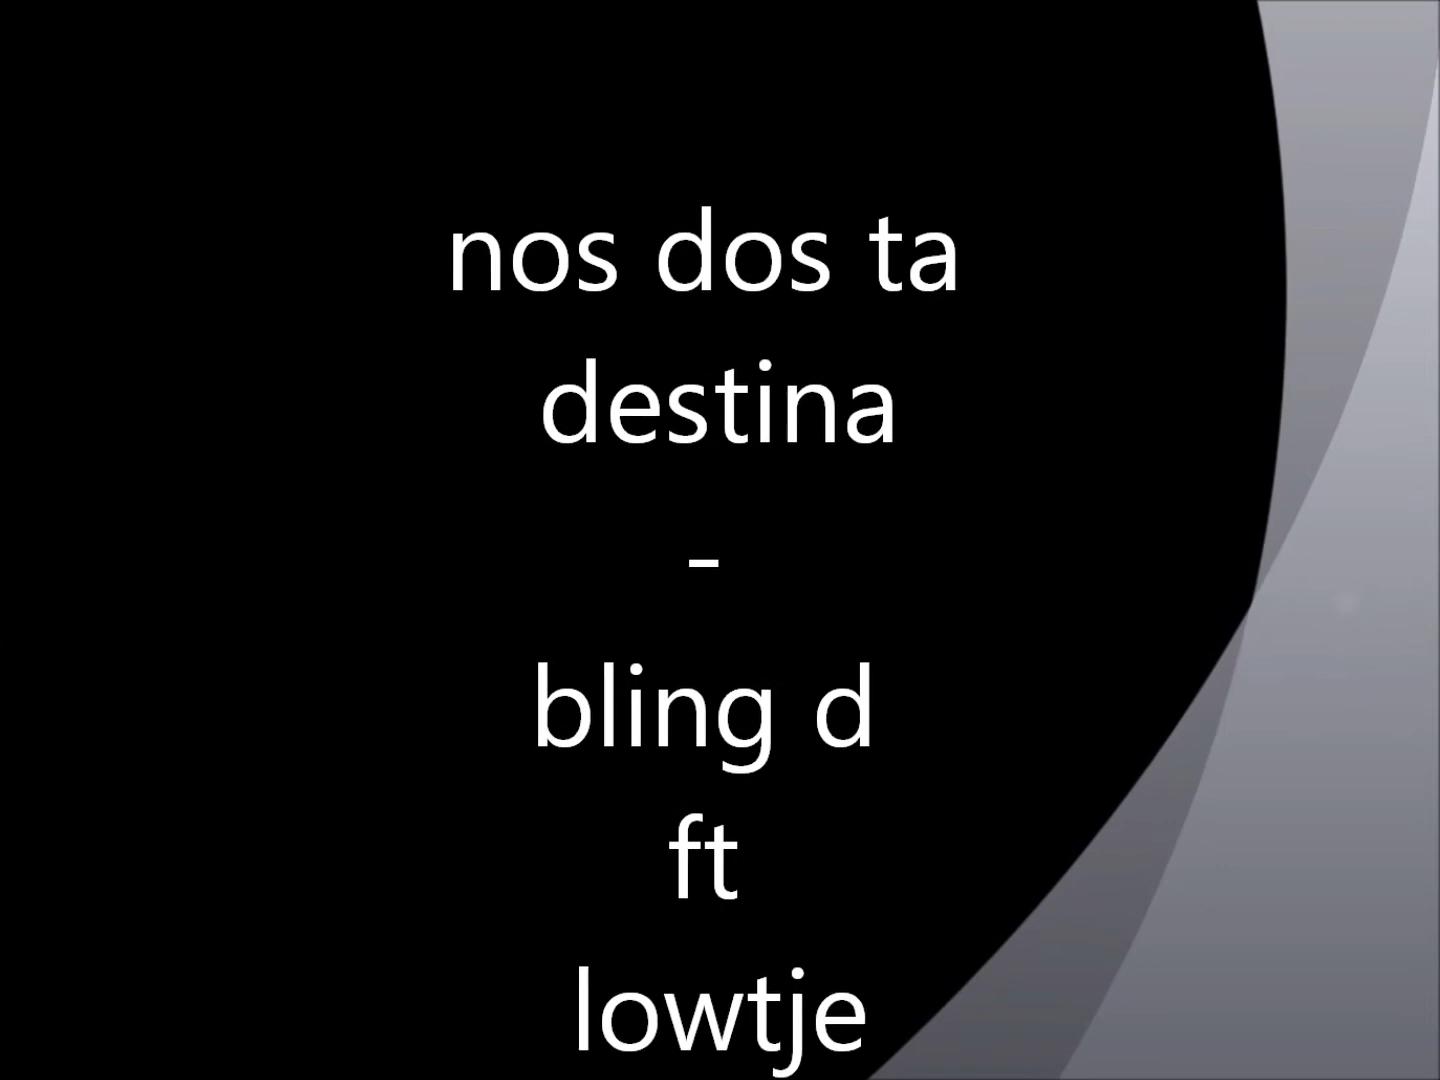 nos dos ta
destina
-
bling d
ft
lowtje